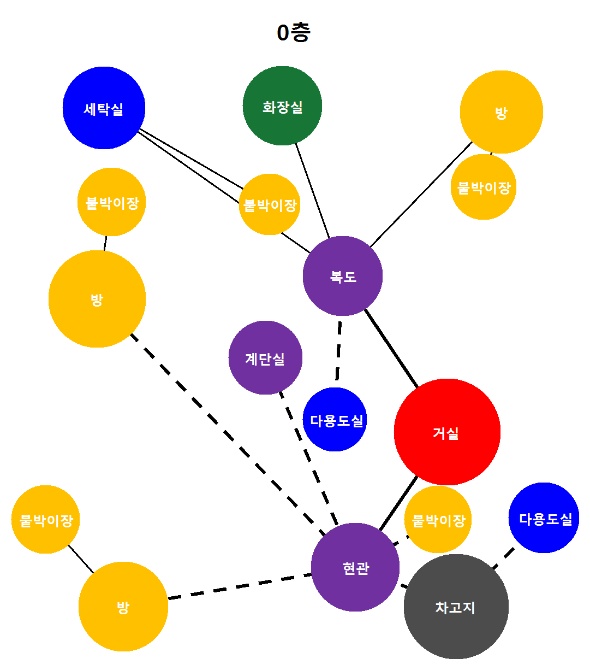 0층
세탁실
화장실
방
붙박이장
붙박이장
붙박이장
방
복도
계단실
다용도실
거실
붙박이장
붙박이장
다용도실
현관
방
차고지